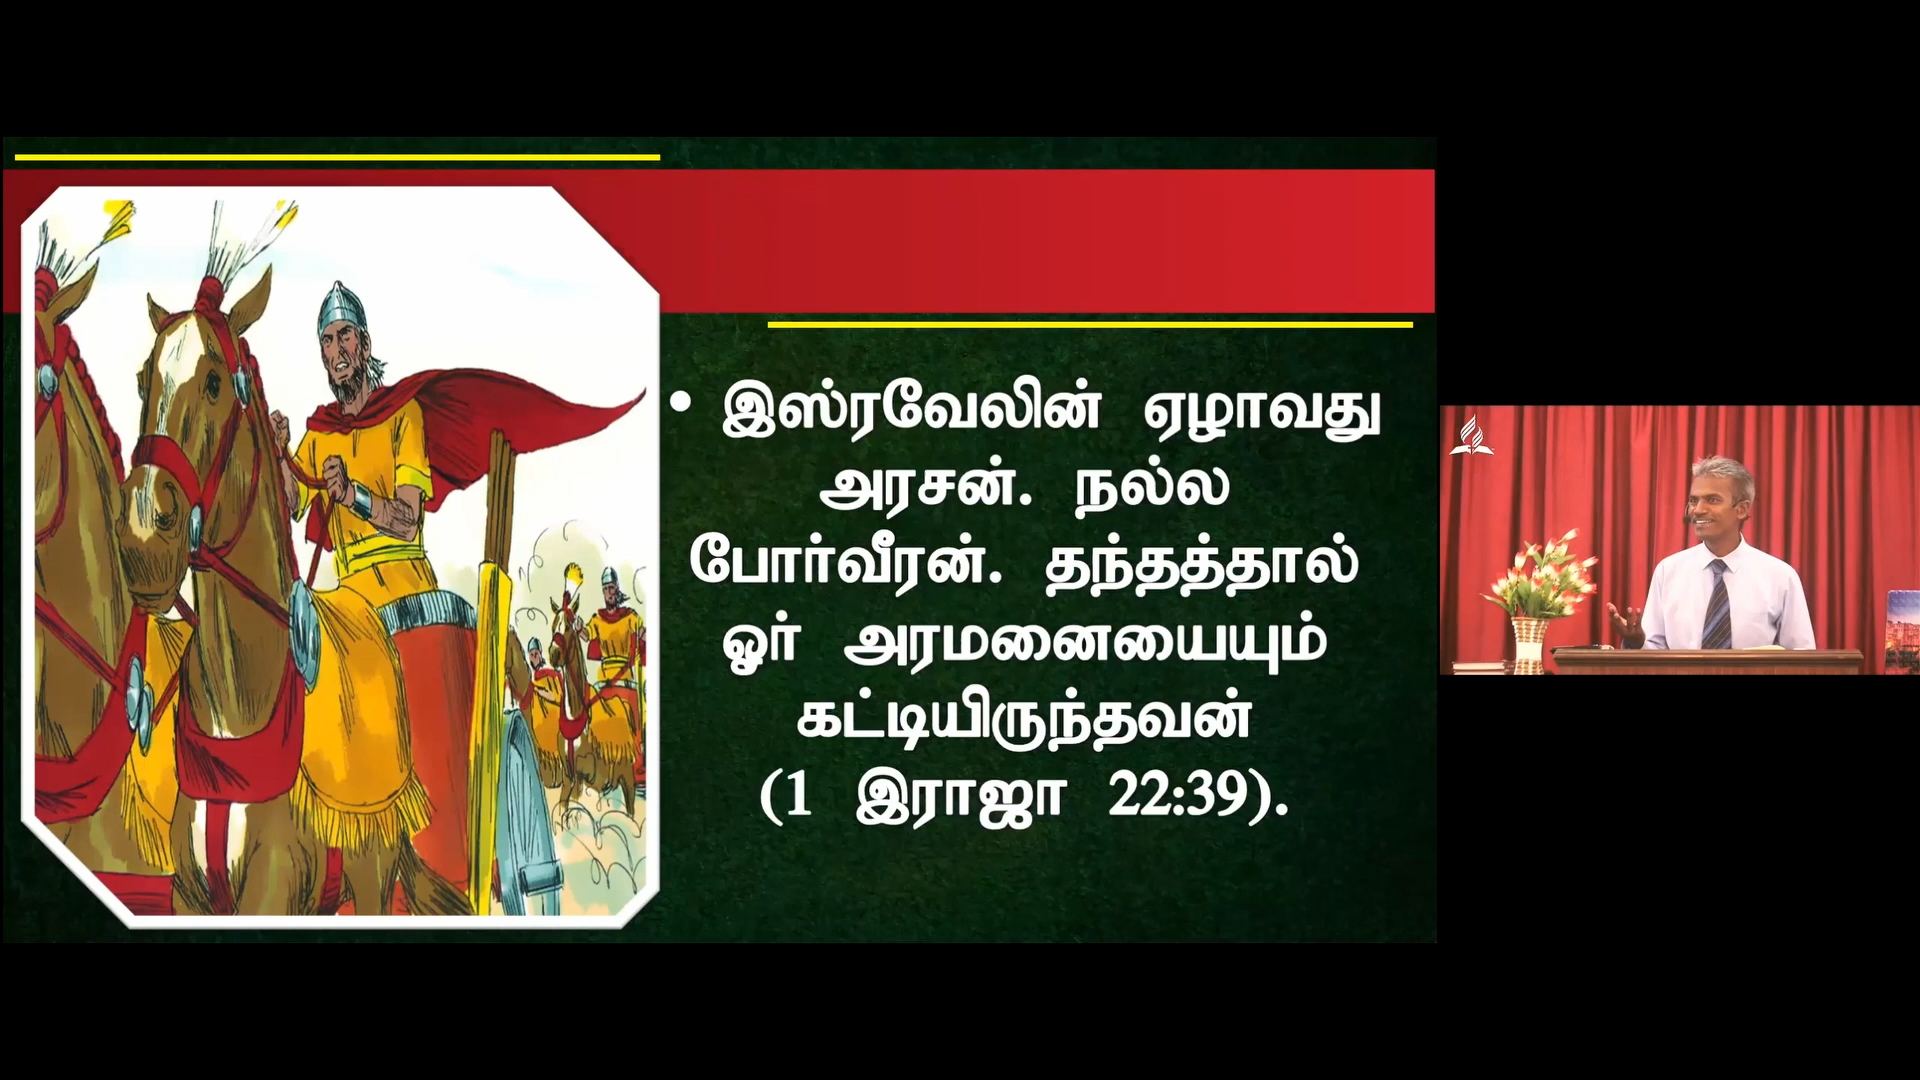 • இஸ்ரவேலின் ஏழாவது
அரசன். நல்ல
போர்வீரன். தந்தத்தால்
ஓர் அரமனையையும்
கட்டியிருந்தவன்
(1 இராஜா 22:39).